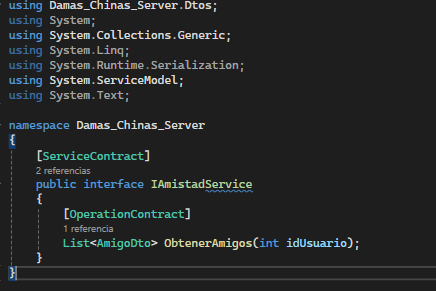 using Damas_Chinas_Server.Dtos;
using System;
using System.Collections.Generic;
using System.Linq;
using System.Runtime.Serialization;
using System.ServiceModel;
using System.Text;
namespace Damas_Chinas_Server
{
[ServiceContract]
2 referencias
public interface IAmistadService
{
[OperationContract]
1 referencia
List<AmigoDto> ObtenerAmigos(int idUsuario);
}
}